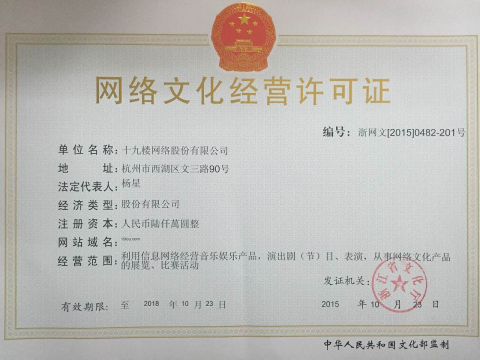 网络文化经营许可证
编号：浙网文[2015]0482-201号
单位名称：十九楼网络股份有限公司
地址：杭州市西湖区文三路90号
法定代表人：杨星
经济类型：股份有限公司
注册资本：人民币陆仟萬圆整
网站域名：
经营范围：利用信息网络经营音乐娱乐产品，演出剧（节）目、表演，从事网络文化产品
的展览、比赛活动
发证机关：
浙江省文化厅
有效期限：至 2018 年 10 月 23 日
2015 年 10 月 23 日
中华人民共和国文化部监制